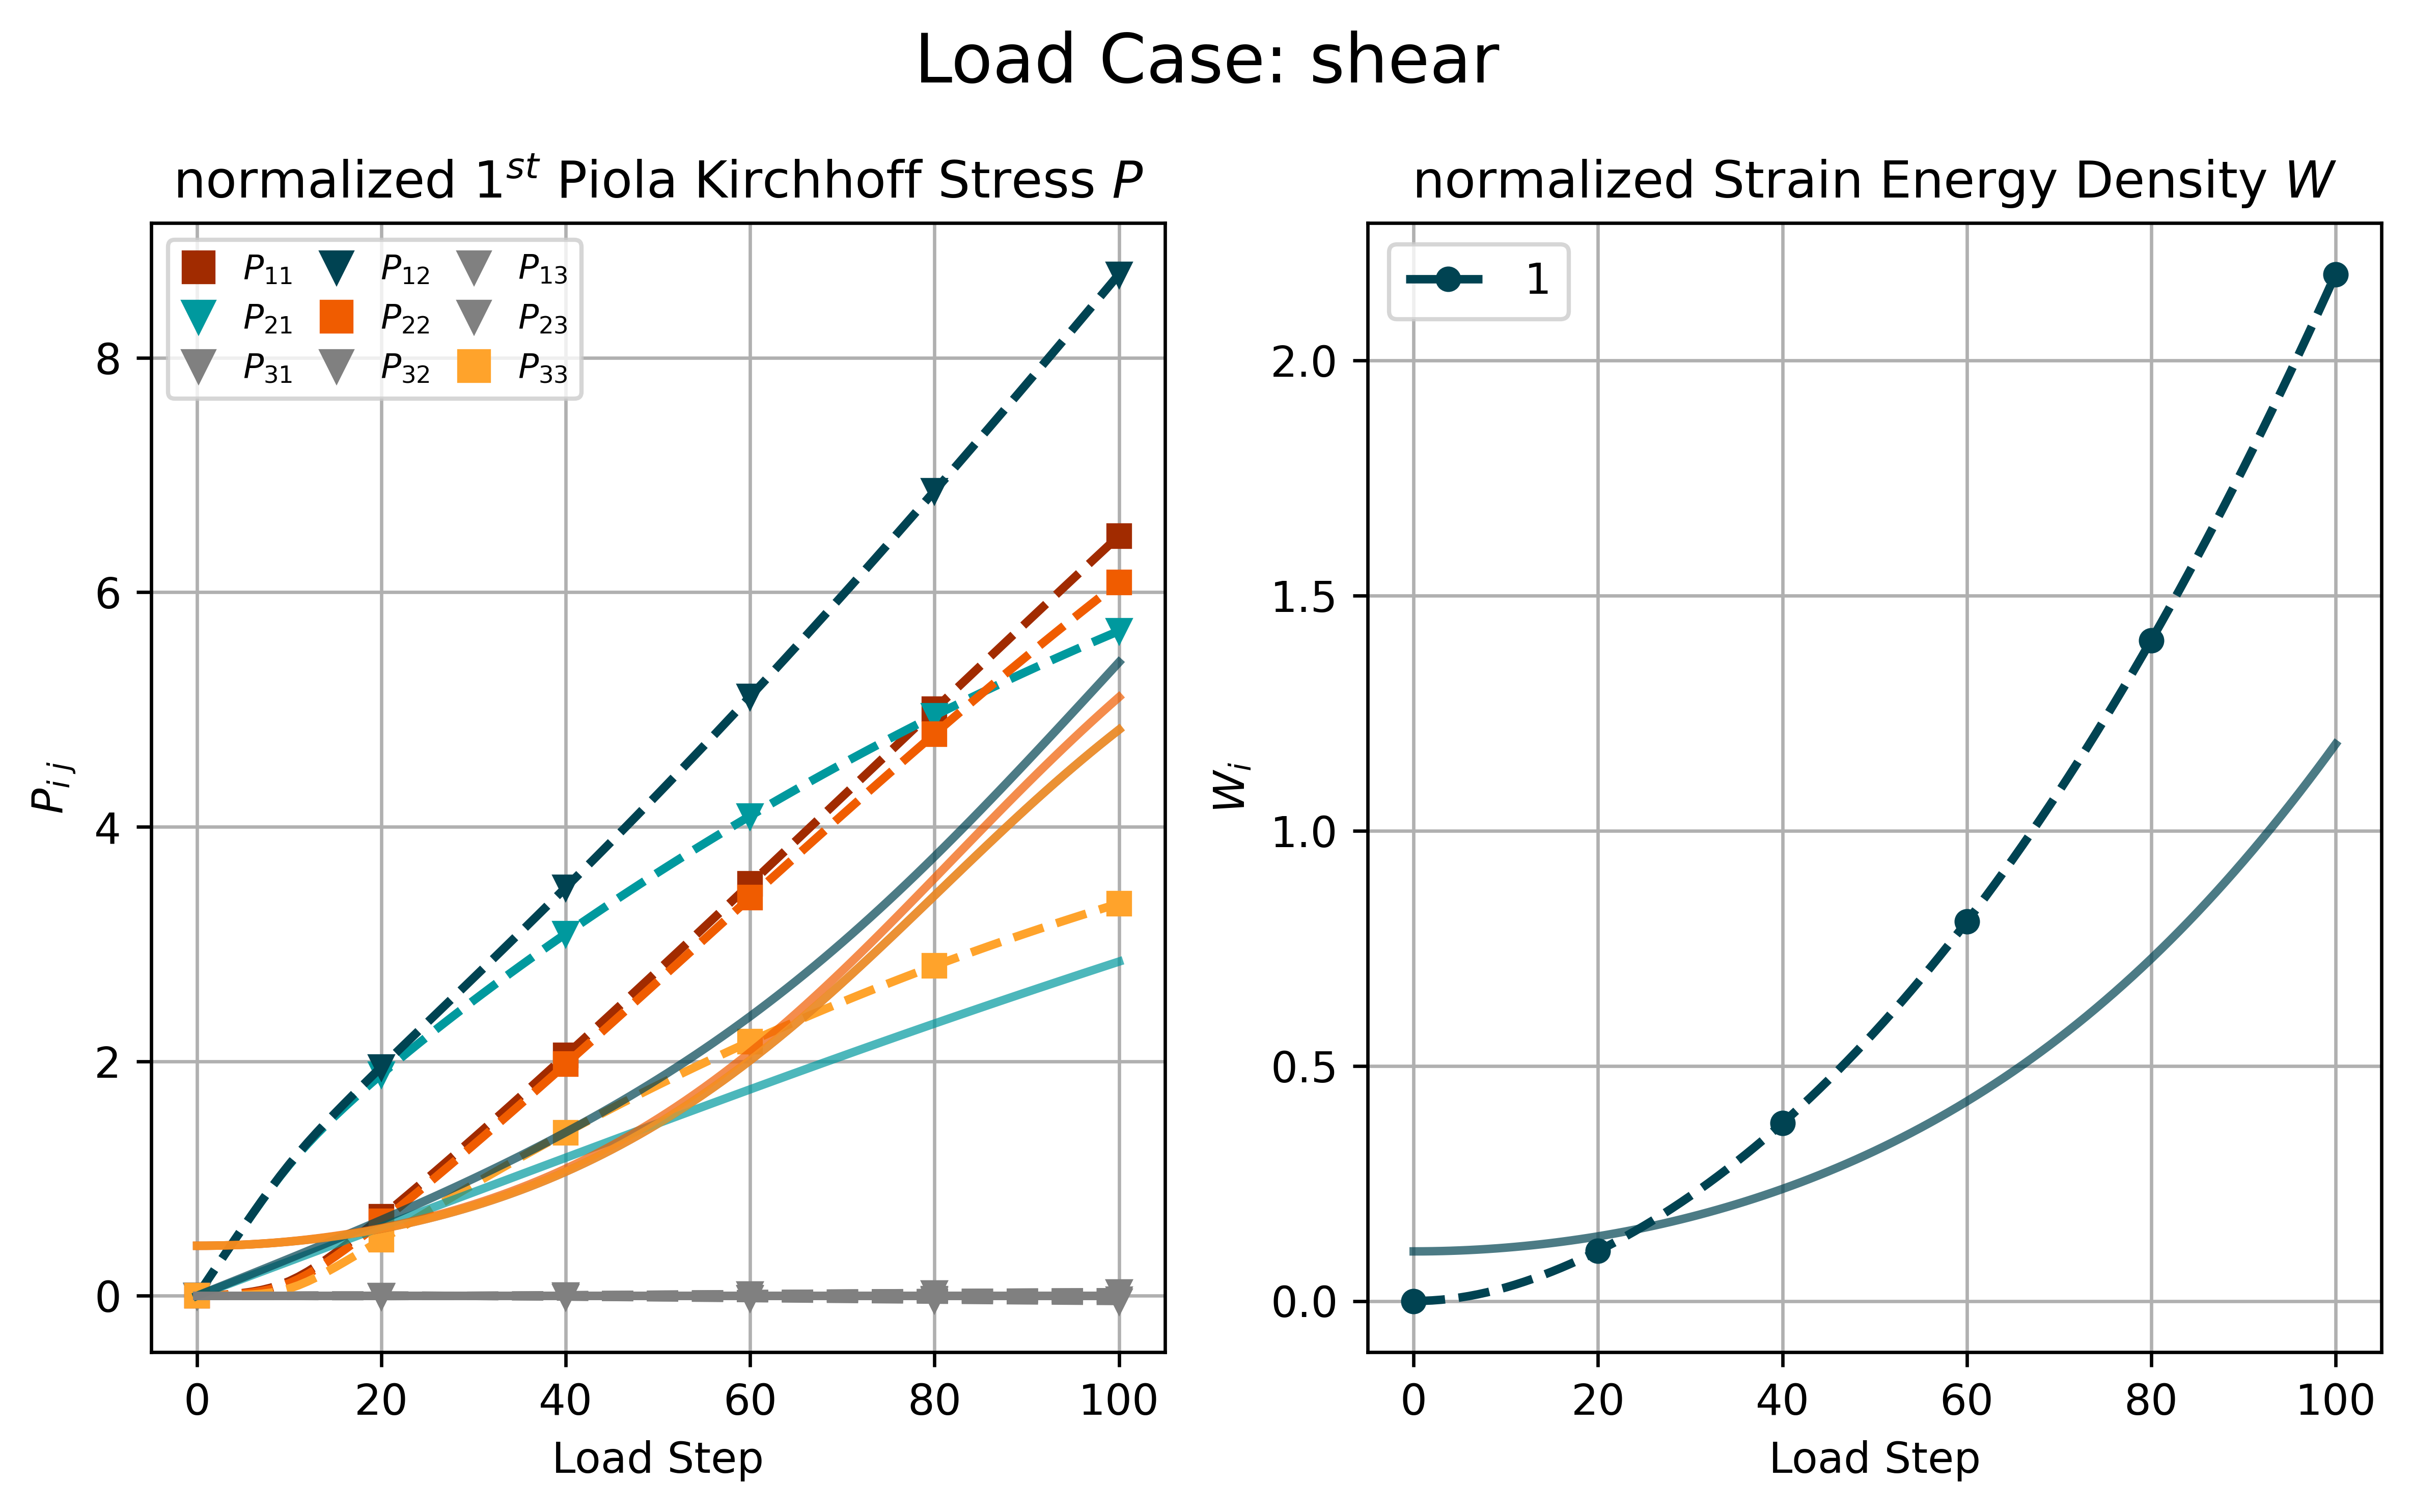 Load Case: shear
normalized 1st Piola Kirchhoff Stress P
P11 P12 P13
P21 P22 P23
P31 P32 P33
8
6
4
2
0
Pi j
0 20 40 60 80 100
Load Step
normalized Strain Energy Density W
1
2.0
1.5
1.0
0.5
0.0
Wi
0 20 40 60 80 100
Load Step